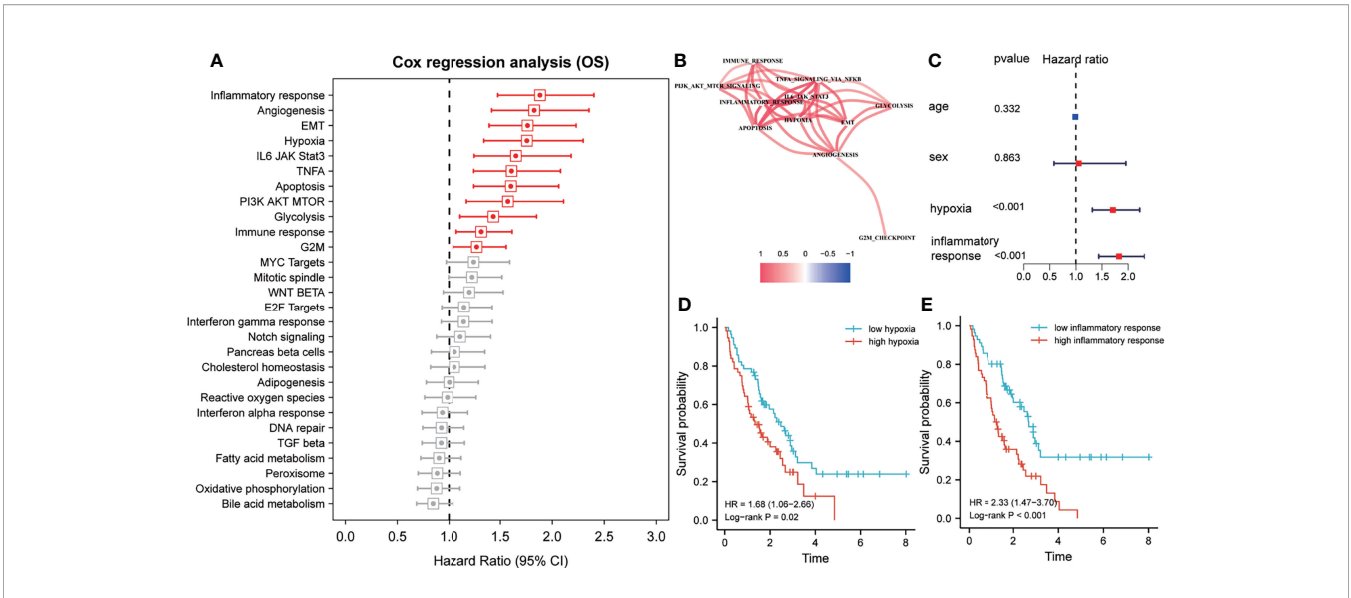 A
Cox regression analysis (OS)
Inflammatory response
Angiogenesis
EMT
Hypoxia
IL6 JAK Stat3
TNFA
Apoptosis
PI3K AKT MTOR
Glycolysis
Immune response
G2M
MYC Targets
Mitotic spindle
WNT BETA
E2F Targets
Interferon gamma response
Notch signaling
Pancreas beta cells
Cholesterol homeostasis
Adipogenesis
Reactive oxygen species
Interferon alpha response
DNA repair
TGF beta
Fatty acid metabolism
Peroxisome
Oxidative phosphorylation
Bile acid metabolism
0.0 0.5 1.0 1.5 2.0 2.5 3.0
Hazard Ratio (95% CI)
B
IMMUNE_RESPONSE
TNFA_SIGNALING_VIA_NFKB
PI3K_AKT_MTOR_SIGNALING
IL6_JAK_STAT3
INFLAMMATORY_RESPONSE
GLYCOLYSIS
HYPOXIA
EMT
APOPTOSIS
ANGIOGENESIS
G2M_CHECKPOINT
1 0.5 0 −0.5 −1
C
pvalue Hazard ratio
age 0.332
sex 0.863
hypoxia <0.001
inflammatory
response <0.001
0.0 0.5 1.0 1.5 2.0
D
low hypoxia
high hypoxia
Survival probability
1.0
0.8
0.6
0.4
0.2
0.0
HR = 1.68 (1.06−2.66)
Log−rank P = 0.02
0 2 4 6 8
Time
E
low inflammatory response
high inflammatory response
Survival probability
1.0
0.8
0.6
0.4
0.2
0.0
HR = 2.33 (1.47−3.70)
Log−rank P < 0.001
0 2 4 6 8
Time